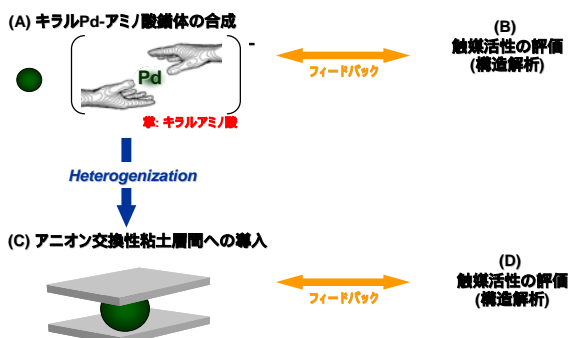 (A) キラルPd-アミノ酸錯体の合成
-
Pd
掌: キラルアミノ酸
フィードバック
(B)
触媒活性の評価
(構造解析)
Heterogenization
(C) アニオン交換性粘土層間への導入
フィードバック
(D)
触媒活性の評価
(構造解析)